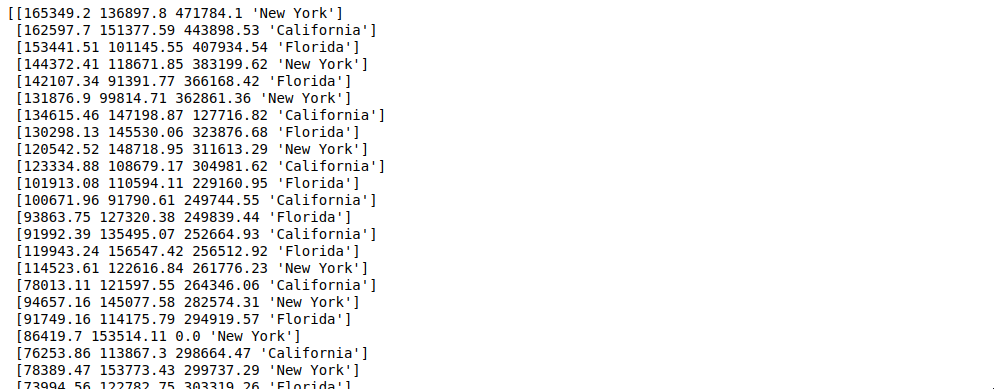 [[165349.2 136897.8 471784.1 'New York']
[162597.7 151377.59 443898.53 'California']
[153441.51 101145.55 407934.54 'Florida']
[144372.41 118671.85 383199.62 'New York']
[142107.34 91391.77 366168.42 'Florida']
[131876.9 99814.71 362861.36 'New York']
[134615.46 147198.87 127716.82 'California']
[130298.13 145530.06 323876.68 'Florida']
[120542.52 148718.95 311613.29 'New York']
[123334.88 108679.17 304981.62 'California']
[101913.08 110594.11 229160.95 'Florida']
[100671.96 91790.61 249744.55 'California']
[93863.75 127320.38 249839.44 'Florida']
[91992.39 135495.07 252664.93 'California']
[119943.24 156547.42 256512.92 'Florida']
[114523.61 122616.84 261776.23 'New York']
[78013.11 121597.55 264346.06 'California']
[94657.16 145077.58 282574.31 'New York']
[91749.16 114175.79 294919.57 'Florida']
[86419.7 153514.11 0.0 'New York']
[76253.86 113867.3 298664.47 'California']
[78389.47 153773.43 299737.29 'New York']
[73994.56 122782.75 303319.26 'Florida']